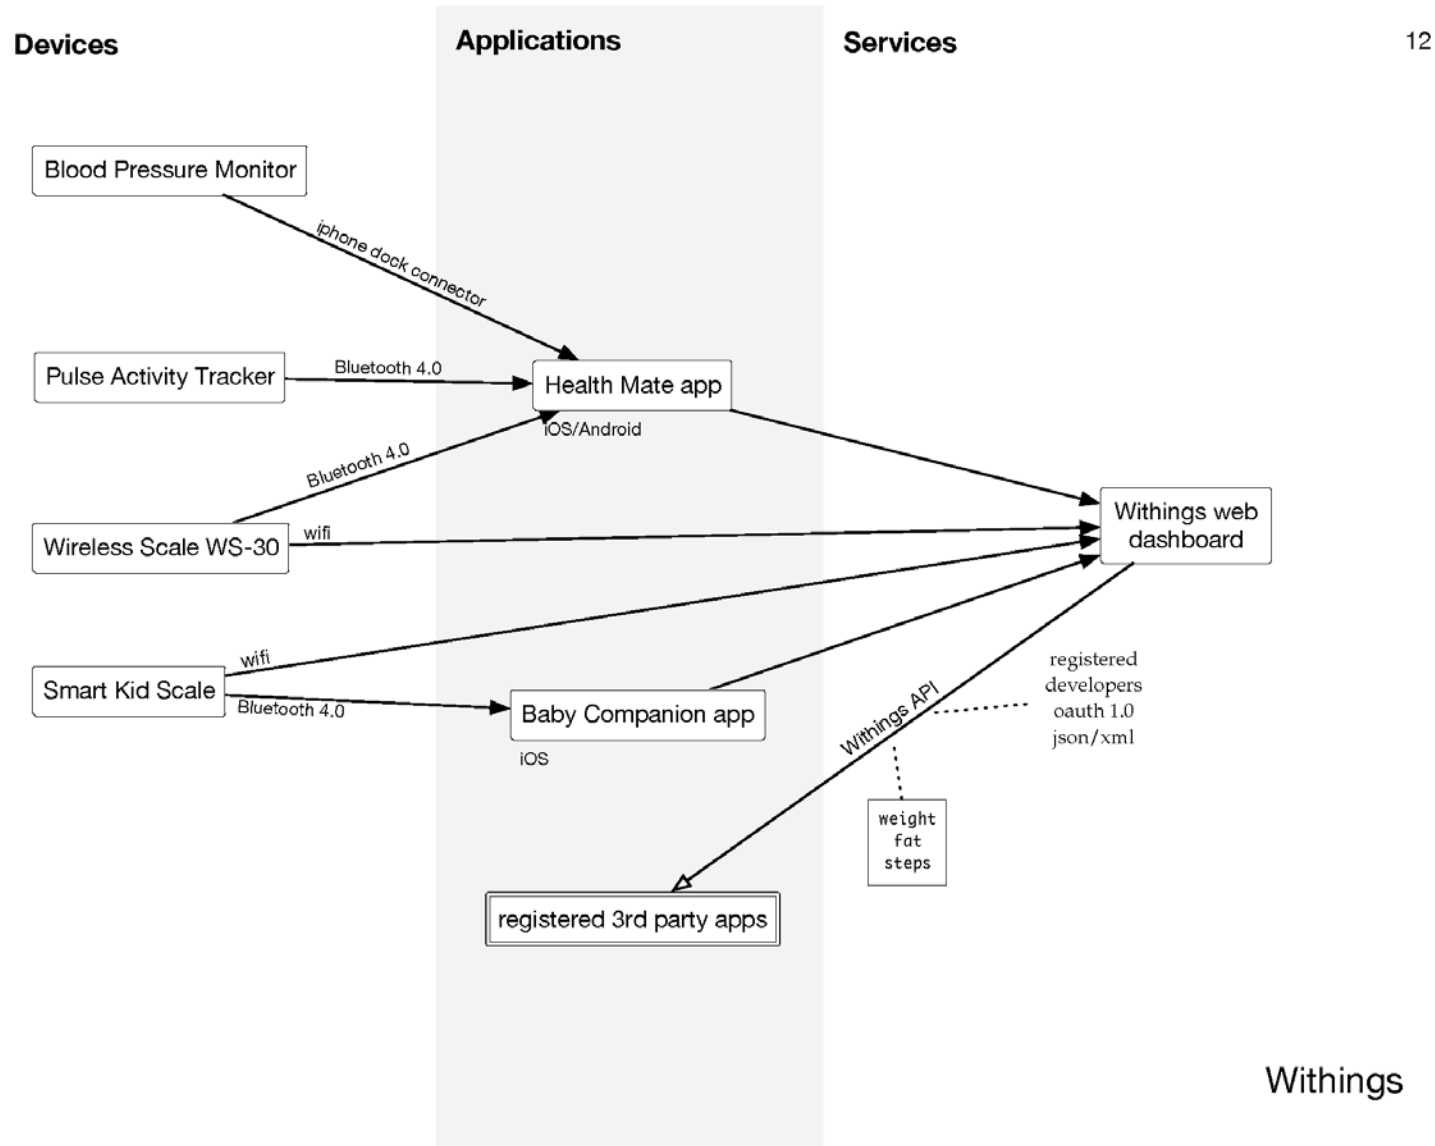 Devices
Applications
Services
12
Blood Pressure Monitor
iphone dock connector
Pulse Activity Tracker
Bluetooth 4.0
Health Mate app
iOS/Android
Bluetooth 4.0
Wireless Scale WS-30
wifi
Withings web
dashboard
wifi
Smart Kid Scale
Bluetooth 4.0
Baby Companion app
iOS
Withings API
registered
developers
oauth 1.0
json/xml
weight
fat
steps
registered 3rd party apps
Withings